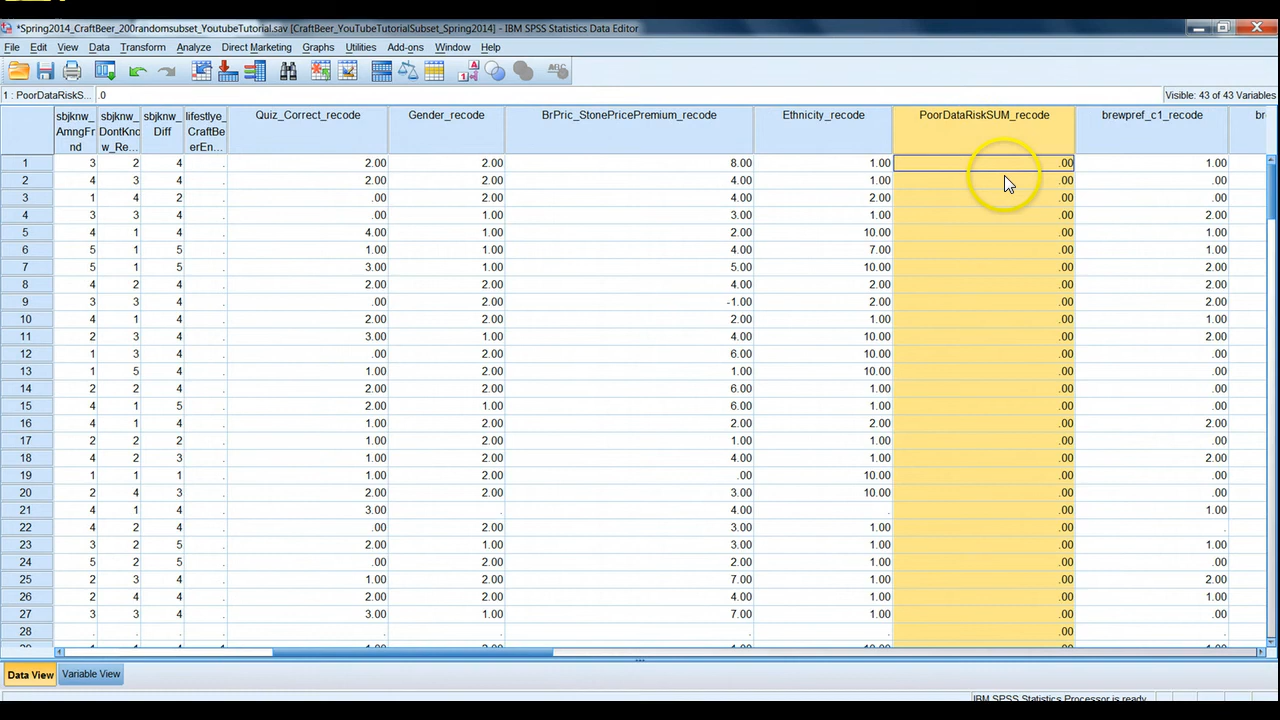 *Spring2014_CraftBeer_200randomsubset_YoutubeTutorial.sav [CraftBeer_YouTubeTutorialSubset_Spring2014] - IBM SPSS Statistics Data Editor
File Edit View Data Transform Analyze Direct Marketing Graphs Utilities Add-ons Window Help
1 : PoorDataRiskS... .0 Visible: 43 of 43 Variables
sbjknw_AmngFrnd sbjknw_DontKnow_Re... sbjknw_Diff lifestlye_CraftBeerEn... Quiz_Correct_recode Gender_recode BrPric_StonePricePremium_recode Ethnicity_recode PoorDataRiskSUM_recode brewpref_c1_recode br
1 3 2 4 . 2.00 2.00 8.00 1.00 .00 1.00
2 4 3 4 . 2.00 2.00 4.00 1.00 .00 .00
3 1 4 2 . .00 2.00 4.00 2.00 .00 .00
4 3 3 4 . .00 1.00 3.00 1.00 .00 2.00
5 4 1 4 . 4.00 1.00 2.00 10.00 .00 1.00
6 5 1 5 . 1.00 1.00 4.00 7.00 .00 1.00
7 5 1 5 . 3.00 1.00 5.00 10.00 .00 2.00
8 4 2 4 . 2.00 2.00 4.00 1.00 .00 2.00
9 3 3 4 . .00 2.00 -1.00 2.00 .00 2.00
10 4 1 4 . 2.00 2.00 2.00 1.00 .00 1.00
11 2 3 4 . 3.00 1.00 4.00 10.00 .00 2.00
12 1 3 4 . .00 2.00 6.00 10.00 .00 .00
13 1 5 4 . 1.00 2.00 1.00 10.00 .00 .00
14 2 2 4 . 2.00 2.00 6.00 1.00 .00 .00
15 4 1 5 . 2.00 1.00 6.00 1.00 .00 .00
16 4 1 4 . 1.00 2.00 2.00 2.00 .00 2.00
17 2 2 2 . 1.00 2.00 1.00 1.00 .00 .00
18 4 2 3 . 1.00 2.00 4.00 1.00 .00 2.00
19 1 1 1 . 1.00 2.00 .00 10.00 .00 .00
20 2 4 3 . 2.00 2.00 3.00 10.00 .00 .00
21 4 1 4 . 3.00 . 4.00 . .00 1.00
22 4 2 4 . .00 2.00 3.00 1.00 .00 .
23 3 2 5 . 2.00 1.00 3.00 1.00 .00 1.00
24 5 2 5 . .00 2.00 2.00 1.00 .00 .00
25 2 3 4 . 1.00 2.00 7.00 1.00 .00 2.00
26 2 4 4 . 2.00 2.00 4.00 1.00 .00 1.00
27 3 3 4 . 3.00 1.00 7.00 1.00 .00 .00
28 . . . . . . . . .00 .
Data View Variable View
IBM SPSS Statistics Processor is ready